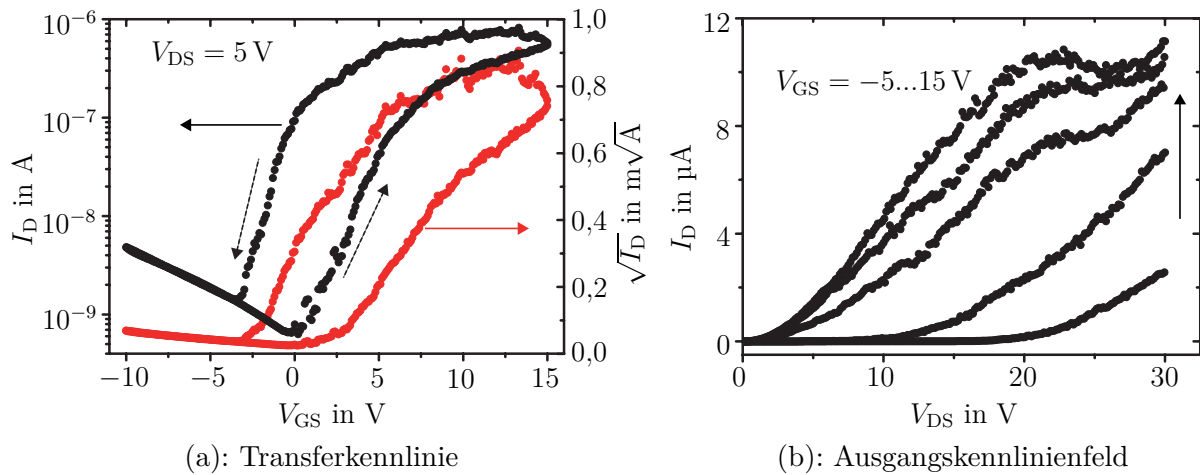 10⁻⁶
10⁻⁷
10⁻⁸
10⁻⁹
I_D in A
V_DS = 5 V
1,0
0,8
0,6
0,4
0,2
0,0
√I_D in m√A
−10 −5 0 5 10 15
V_GS in V
(a): Transferkennlinie
12
8
4
0
I_D in µA
V_GS = −5...15 V
0 10 20 30
V_DS in V
(b): Ausgangskennlinienfeld